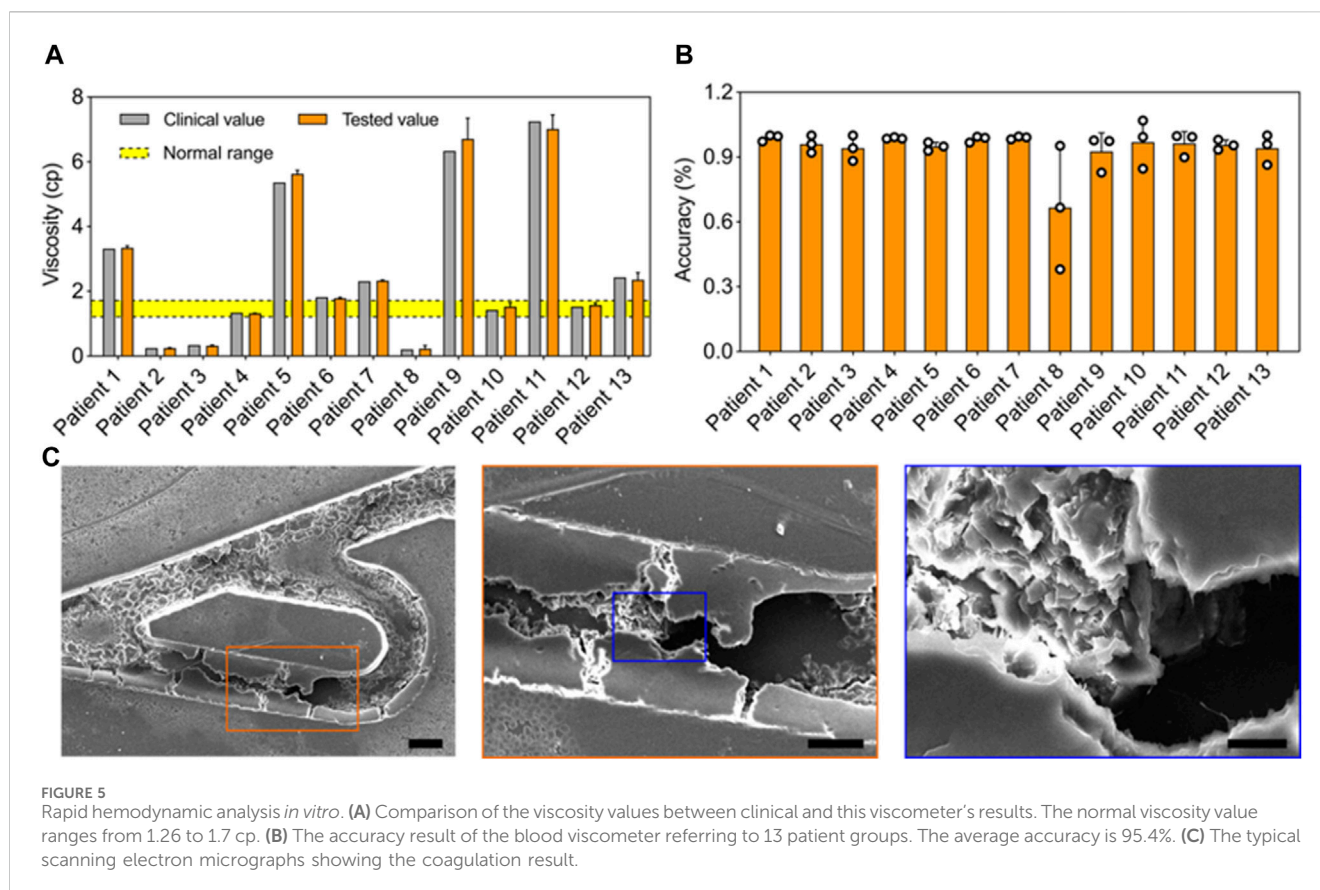 A
8
6
4
2
0
Viscosity (cp)
Clinical value
Tested value
Normal range
Patient 1
Patient 2
Patient 3
Patient 4
Patient 5
Patient 6
Patient 7
Patient 8
Patient 9
Patient 10
Patient 11
Patient 12
Patient 13
B
1.2
0.9
0.6
0.3
0.0
Accuracy (%)
Patient 1
Patient 2
Patient 3
Patient 4
Patient 5
Patient 6
Patient 7
Patient 8
Patient 9
Patient 10
Patient 11
Patient 12
Patient 13
C
FIGURE 5
Rapid hemodynamic analysis in vitro. (A) Comparison of the viscosity values between clinical and this viscometer's results. The normal viscosity value
ranges from 1.26 to 1.7 cp. (B) The accuracy result of the blood viscometer referring to 13 patient groups. The average accuracy is 95.4%. (C) The typical
scanning electron micrographs showing the coagulation result.